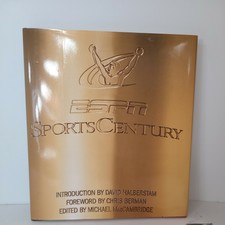 ESPN
SPORTSCENTURY
INTRODUCTION BY DAVID HALBERSTAM
FOREWORD BY CHRIS BERMAN
EDITED BY MICHAEL MACCAMBRIDGE